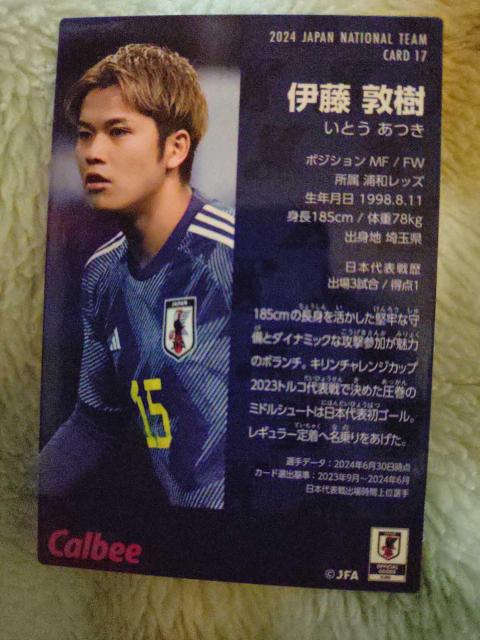 2024 JAPAN NATIONAL TEAM
CARD 17
伊藤 敦樹
いとう あつき
ポジション MF / FW
所属 浦和レッズ
生年月日 1998.8.11
身長185cm / 体重78kg
出身地 埼玉県
日本代表戦歴
出場3試合 / 得点1
185cmの長身を活かした堅牢な守
備とダイナミックな攻撃参加が魅力
のボランチ。キリンチャレンジカップ
2023トルコ代表戦で決めた圧巻の
ミドルシュートは日本代表初ゴール。
レギュラー定着へ名乗りをあげた。
選手データ：2024年6月30日時点
カード選出基準：2023年9月～2024年6月
日本代表出場時間上位選手
JAPAN
15
Calbee
©JFA
OFFICIAL